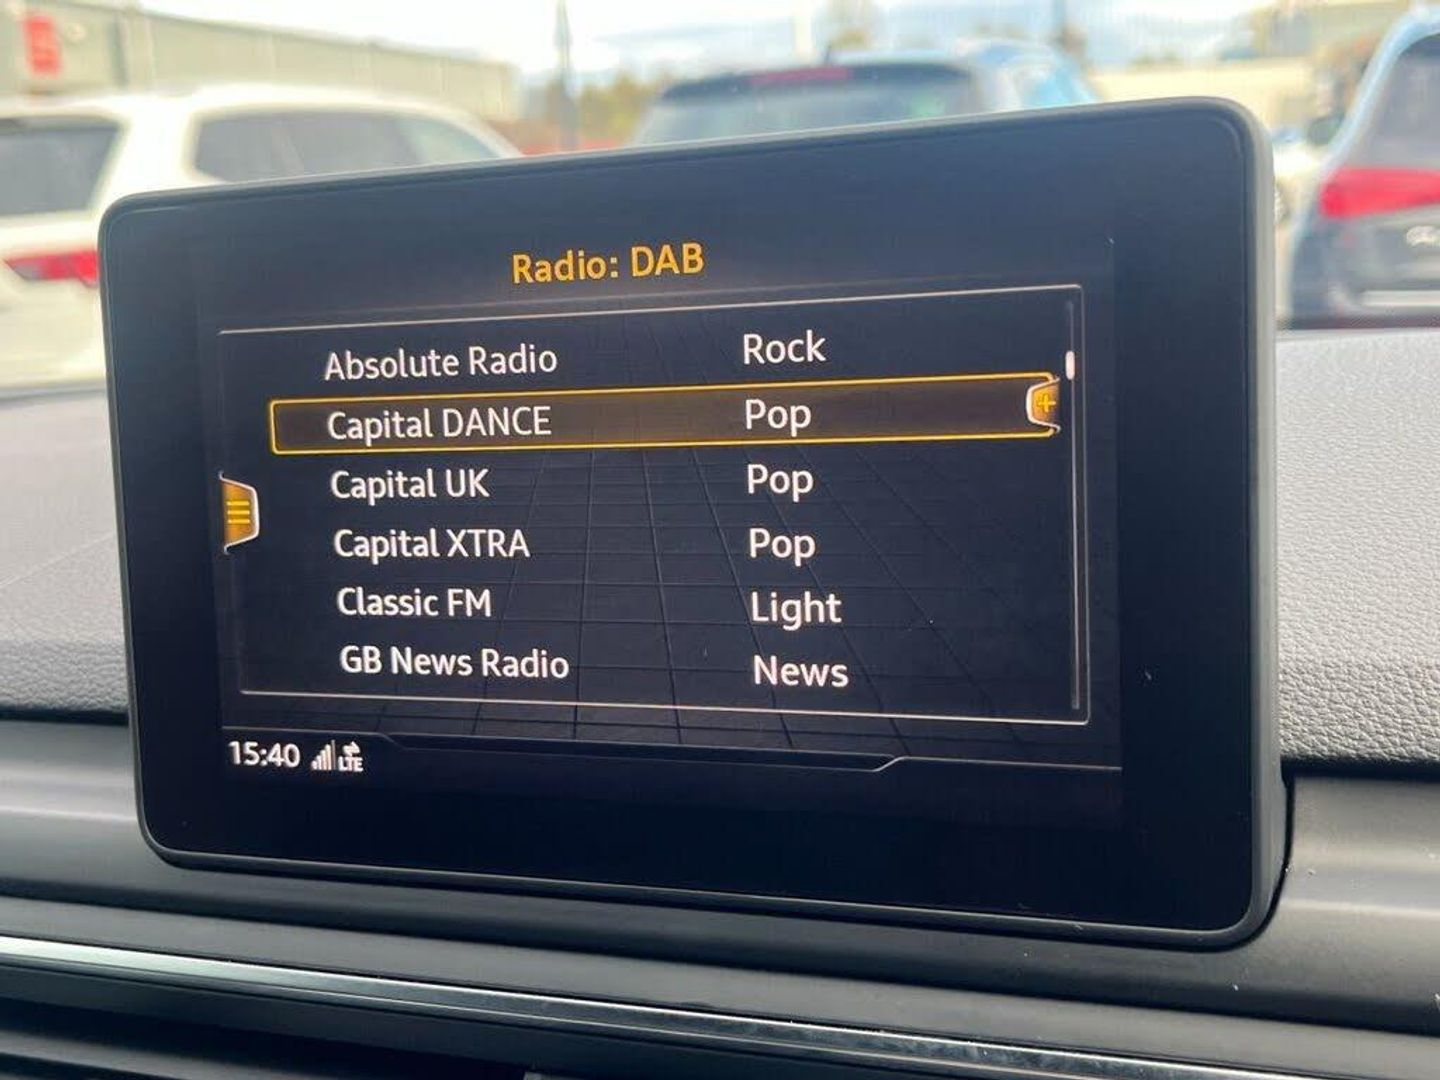 Radio: DAB
Absolute Radio Rock
Capital DANCE Pop
Capital UK Pop
Capital XTRA Pop
Classic FM Light
GB News Radio News
15:40 LTE